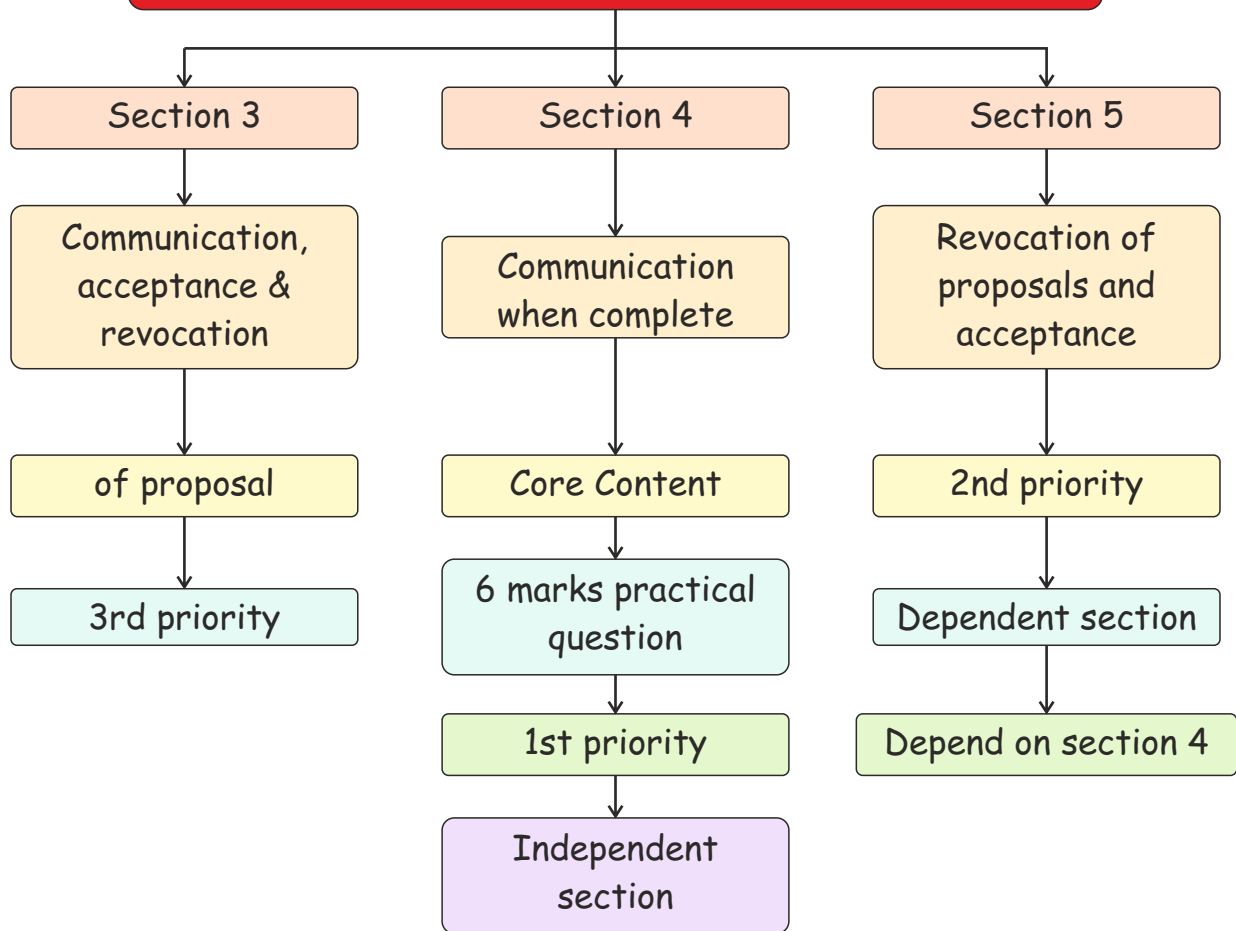 Section 3
Communication,
acceptance &
revocation
of proposal
3rd priority
Section 4
Communication
when complete
Core Content
6 marks practical
question
1st priority
Independent
section
Section 5
Revocation of
proposals and
acceptance
2nd priority
Dependent section
Depend on section 4